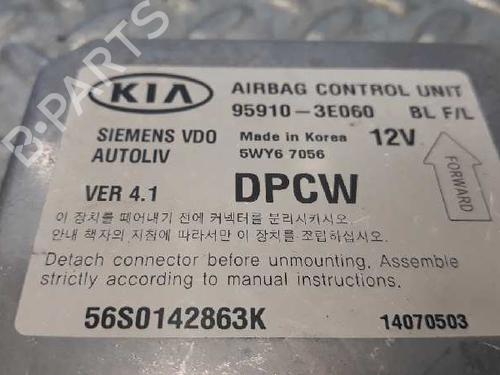 KIA
AIRBAG CONTROL UNIT
95910-3E060 BL F/L
SIEMENS VDO
AUTOLIV
Made in Korea 12V
5WY6 7056
FORWARD
VER 4.1 DPCW
이 장치를 떼어내기 전에 커넥터를 분리시키시오.
안내 책자의 지침에 따라서만 이 장치를 조립하십시오.
Detach connector before unmounting. Assemble
strictly according to manual instructions.
56S0142863K 14070503
B-PARTS